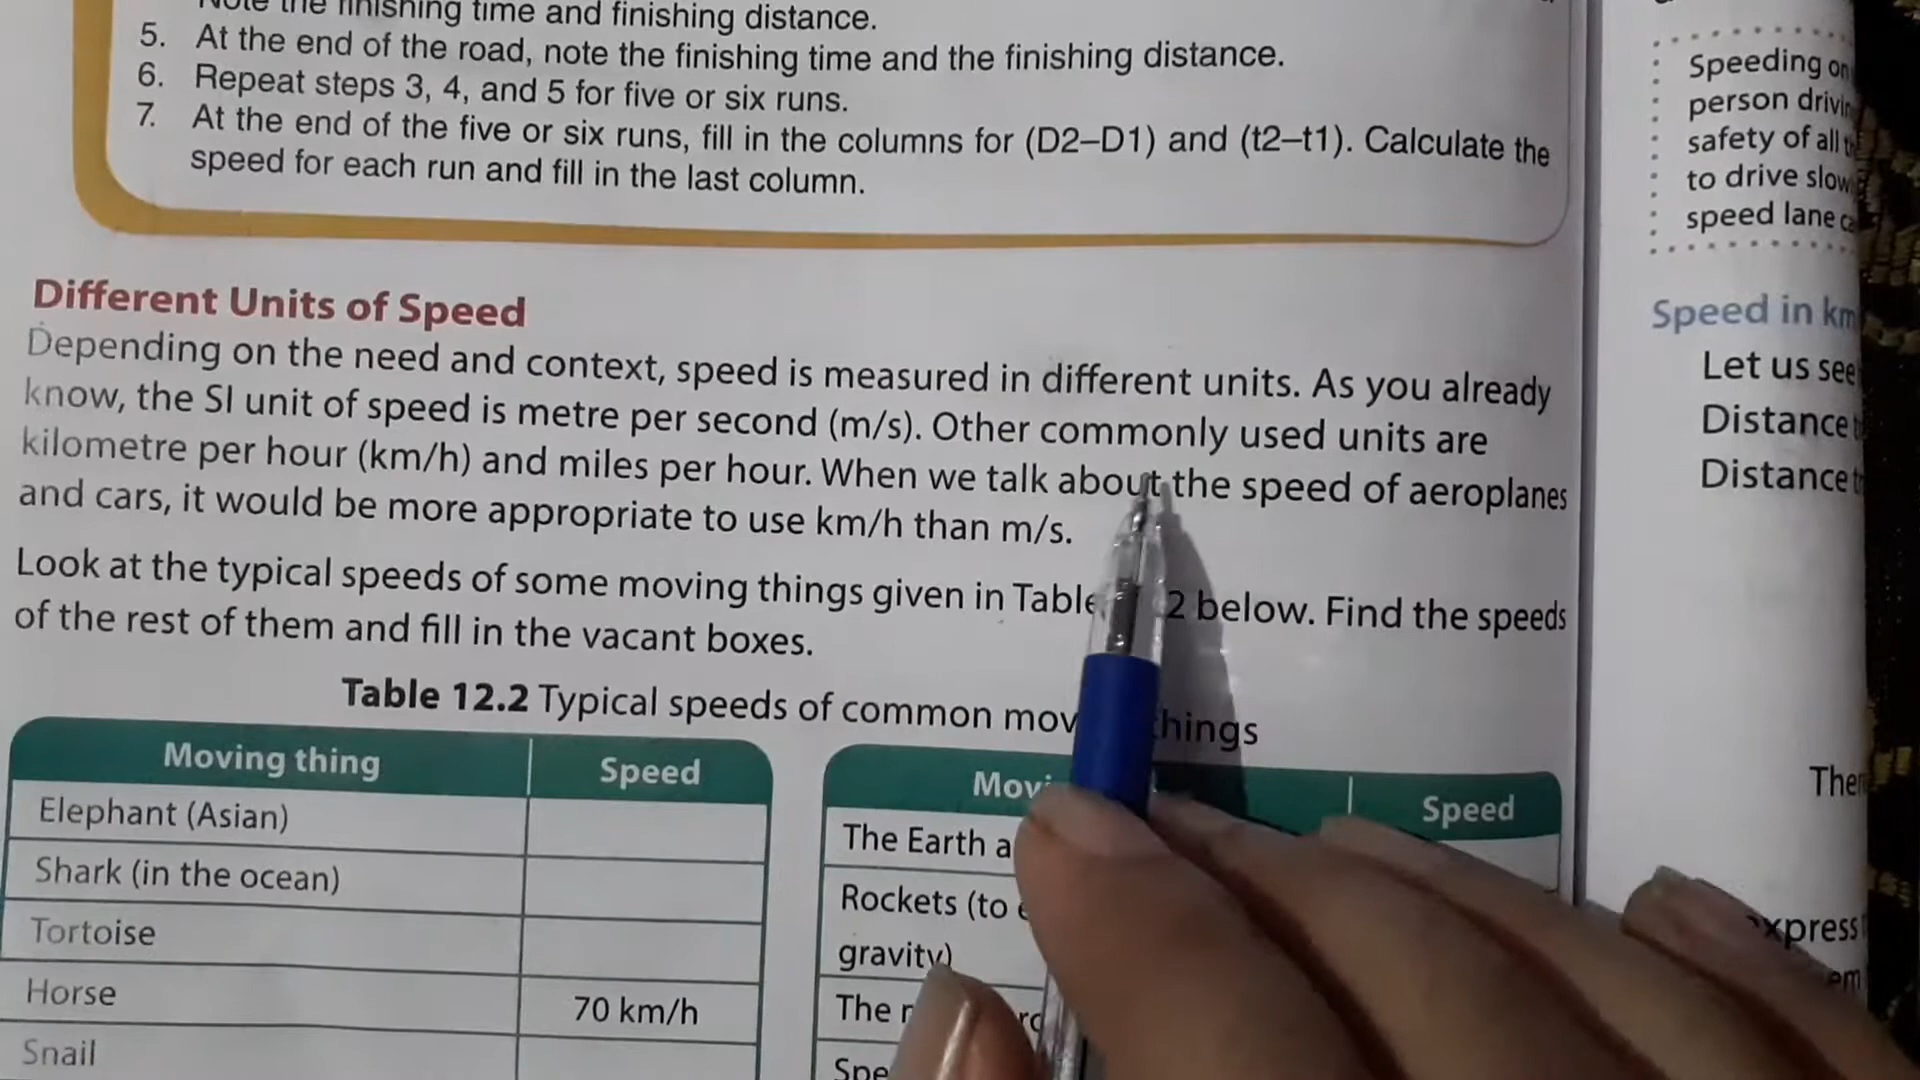 Note the finishing time and finishing distance.
5. At the end of the road, note the finishing time and the finishing distance.
6. Repeat steps 3, 4, and 5 for five or six runs.
7. At the end of the five or six runs, fill in the columns for (D2–D1) and (t2–t1). Calculate the
speed for each run and fill in the last column.
Different Units of Speed
Depending on the need and context, speed is measured in different units. As you already
know, the SI unit of speed is metre per second (m/s). Other commonly used units are
kilometre per hour (km/h) and miles per hour. When we talk about the speed of aeroplanes
and cars, it would be more appropriate to use km/h than m/s.
Look at the typical speeds of some moving things given in Table 2 below. Find the speeds
of the rest of them and fill in the vacant boxes.
Table 12.2 Typical speeds of common mov hings
Moving thing Speed
Elephant (Asian)
Shark (in the ocean)
Tortoise
Horse 70 km/h
Snail
Movi Speed
The Earth a
Rockets (to
gravity)
The
Spe
Speeding on
person drivin
safety of all
to drive slow
speed lane
Speed in km
Let us see
Distance
Distance
Then
xpress